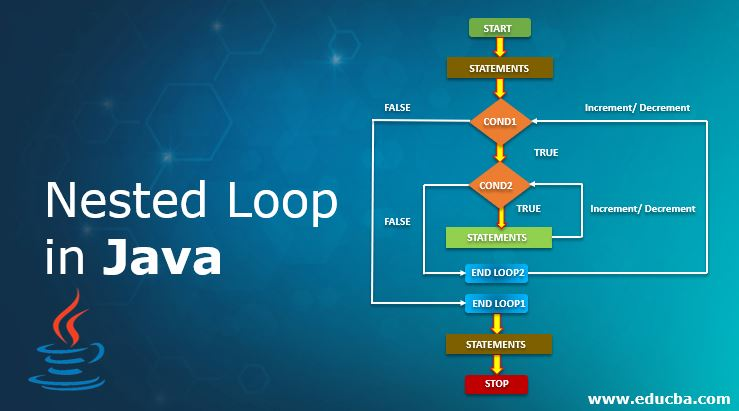 Nested Loop
in Java
START
STATEMENTS
FALSE
Increment/ Decrement
COND1
TRUE
COND2
TRUE
Increment/ Decrement
FALSE
STATEMENTS
END LOOP2
END LOOP1
STATEMENTS
STOP
www.educba.com